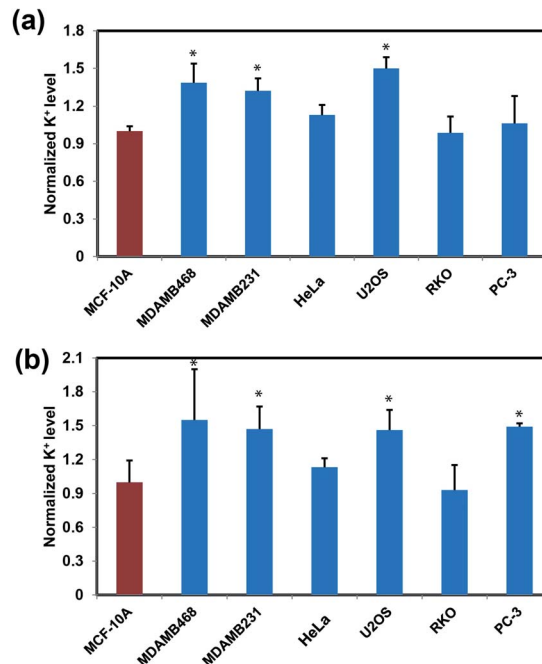 (a)
Normalized K⁺ level
1.8
1.5
1.2
0.9
0.6
0.3
0
*
*
*
MCF-10A
MDAMB468
MDAMB231
HeLa
U2OS
RKO
PC-3
(b)
Normalized K⁺ level
2.1
1.8
1.5
1.2
0.9
0.6
0.3
0
*
*
*
*
MCF-10A
MDAMB468
MDAMB231
HeLa
U2OS
RKO
PC-3